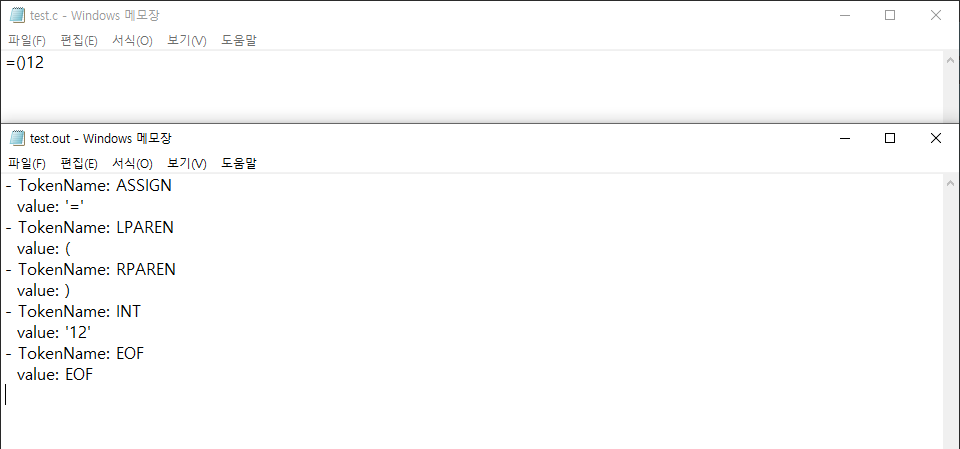 test.c - Windows 메모장
파일(F) 편집(E) 서식(O) 보기(V) 도움말
=()12
test.out - Windows 메모장
파일(F) 편집(E) 서식(O) 보기(V) 도움말
- TokenName: ASSIGN
  value: '='
- TokenName: LPAREN
  value: (
- TokenName: RPAREN
  value: )
- TokenName: INT
  value: '12'
- TokenName: EOF
  value: EOF